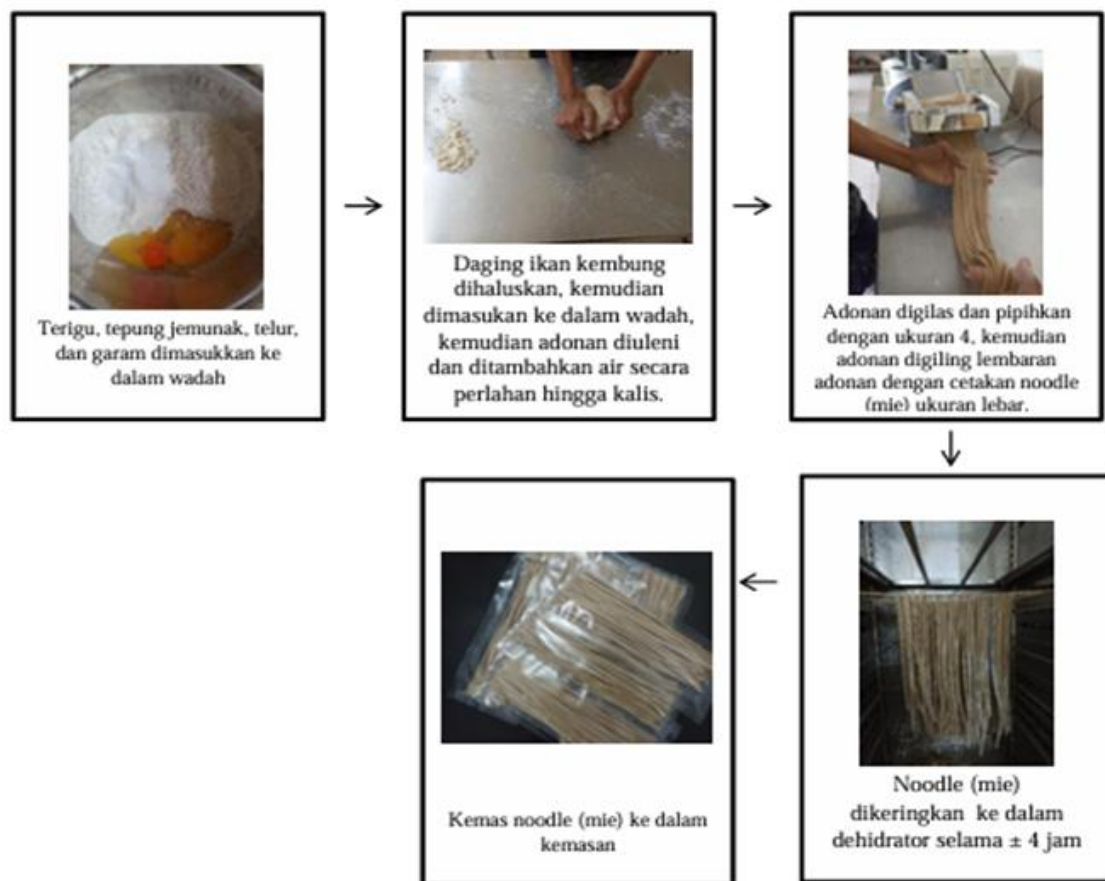 Terigu, tepung jemunak, telur,
dan garam dimasukkan ke
dalam wadah
Daging ikan kembung
dihaluskan, kemudian
dimasukan ke dalam wadah,
kemudian adonan diuleni
dan ditambahkan air secara
perlahan hingga kalis.
Adonan digilas dan pipihkan
dengan ukuran 4, kemudian
adonan digiling lembaran
adonan dengan cetakan noodle
(mie) ukuran lebar.
Noodle (mie)
dikeringkan ke dalam
dehidrator selama ± 4 jam
Kemas noodle (mie) ke dalam
kemasan